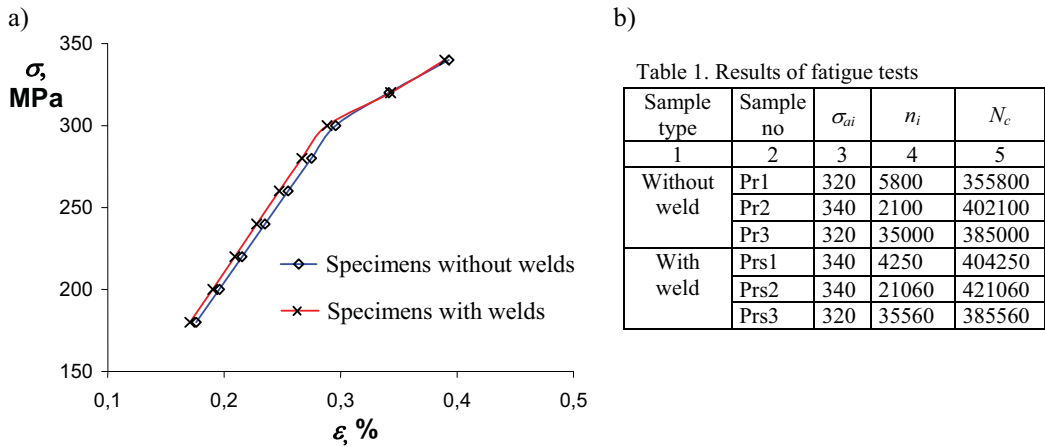 a)
σ,
MPa
350
300
250
200
150
0,1
0,2
0,3
0,4
0,5
ε, %
Specimens without welds
Specimens with welds
b)
Table 1. Results of fatigue tests
Sample type Sample no σai ni Nc
1 2 3 4 5
Without weld Pr1 320 5800 355800
Pr2 340 2100 402100
Pr3 320 35000 385000
With weld Prs1 340 4250 404250
Prs2 340 21060 421060
Prs3 320 35560 385560